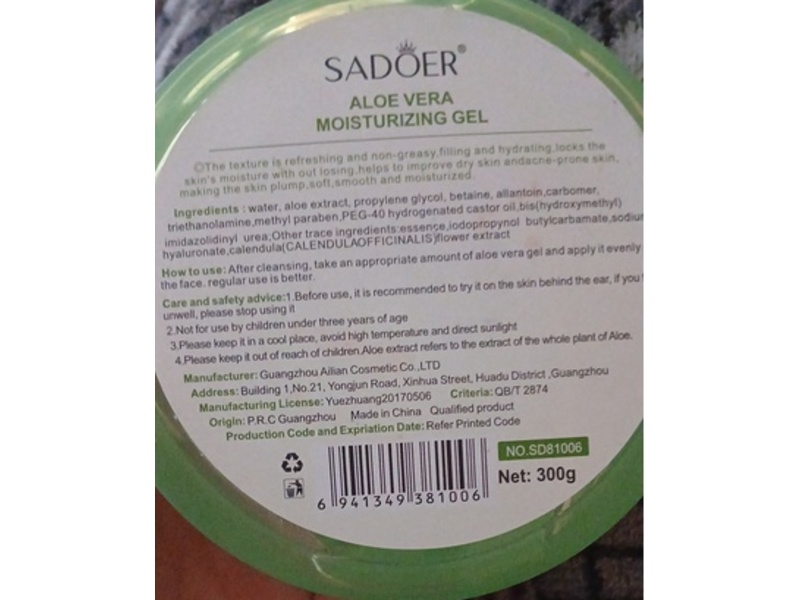 SADOER®
ALOE VERA
MOISTURIZING GEL
The texture is refreshing and non-greasy,filling and hydrating,locks the
skin's moisture with out losing,helps to improve dry skin andacne-prone skin,
making the skin plump,soft,smooth and moisturized.
Ingredients : water, aloe extract, propylene glycol, betaine, allantoin,carbomer,
triethanolamine,methyl paraben,PEG-40 hydrogenated castor oil,bis(hydroxymethyl)
imidazolidinyl urea;Other trace ingredients:essence,iodopropynol butylcarbamate,sodium
hyaluronate,calendula(CALENDULAOFFICINALIS)flower extract
How to use: After cleansing, take an appropriate amount of aloe vera gel and apply it evenly
the face. regular use is better.
Care and safety advice:1.Before use, it is recommended to try it on the skin behind the ear, if you
unwell, please stop using it
2.Not for use by children under three years of age
3.Please keep it in a cool place, avoid high temperature and direct sunlight
4.Please keep it out of reach of children.Aloe extract refers to the extract of the whole plant of Aloe.
Manufacturer: Guangzhou Ailian Cosmetic Co.,LTD
Address: Building 1,No.21, Yongjun Road, Xinhua Street, Huadu District ,Guangzhou
Manufacturing License: Yuezhuang20170506 Criteria: QB/T 2874
Origin: P.R.C Guangzhou Made in China Qualified product
Production Code and Expriation Date: Refer Printed Code
NO.SD81006
Net: 300g
6 941349 381006